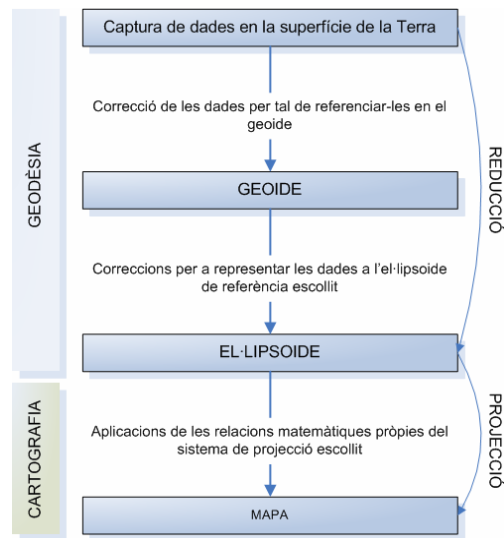 Captura de dades en la superfície de la Terra
Correcció de les dades per tal de referenciar-les en el
geoide
GEOIDE
Correccions per a representar les dades a l'el·lipsoide
de referència escollit
EL·LIPSOIDE
Aplicacions de les relacions matemàtiques pròpies del
sistema de projecció escollit
MAPA
GEODÈSIA
CARTOGRAFIA
REDUCCIÓ
PROJECCIÓ